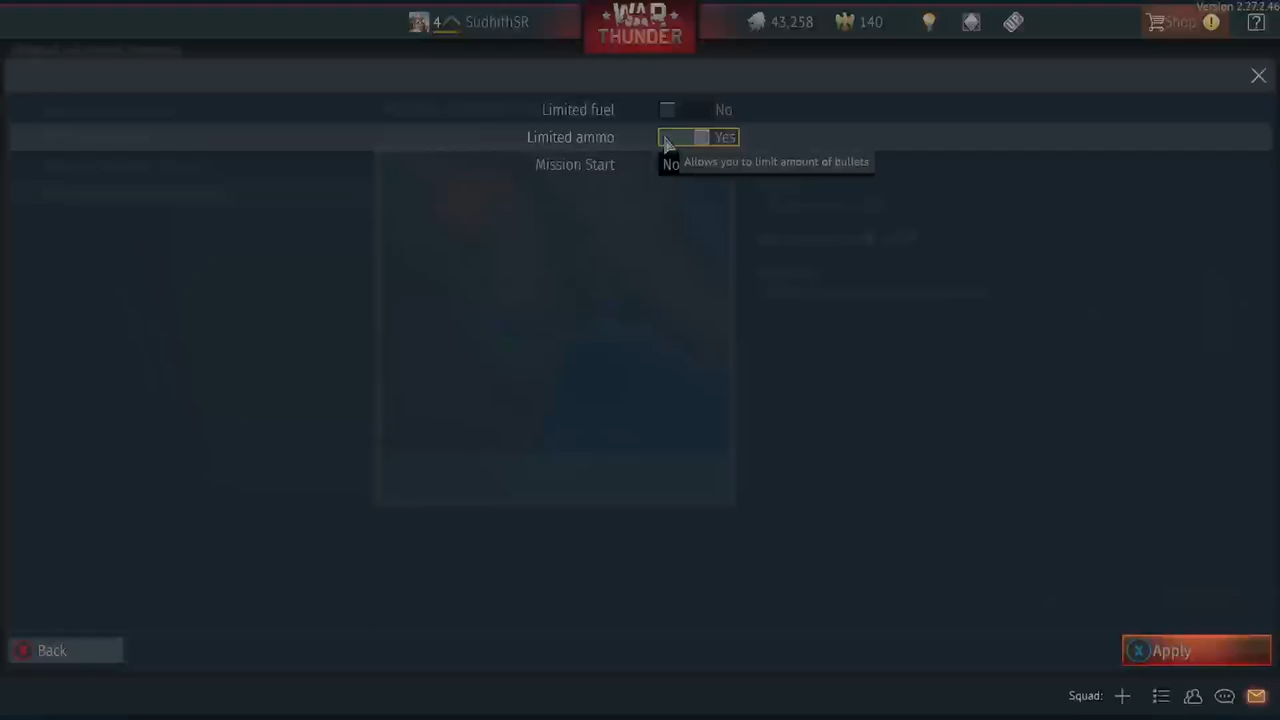 Version 2.27.2.46
4 SudhithSR WAR THUNDER 43,258 140 Shop ! ?
Limited fuel No
Limited ammo Yes
Mission Start No
Allows you to limit amount of bullets
Back
X Apply
Squad: